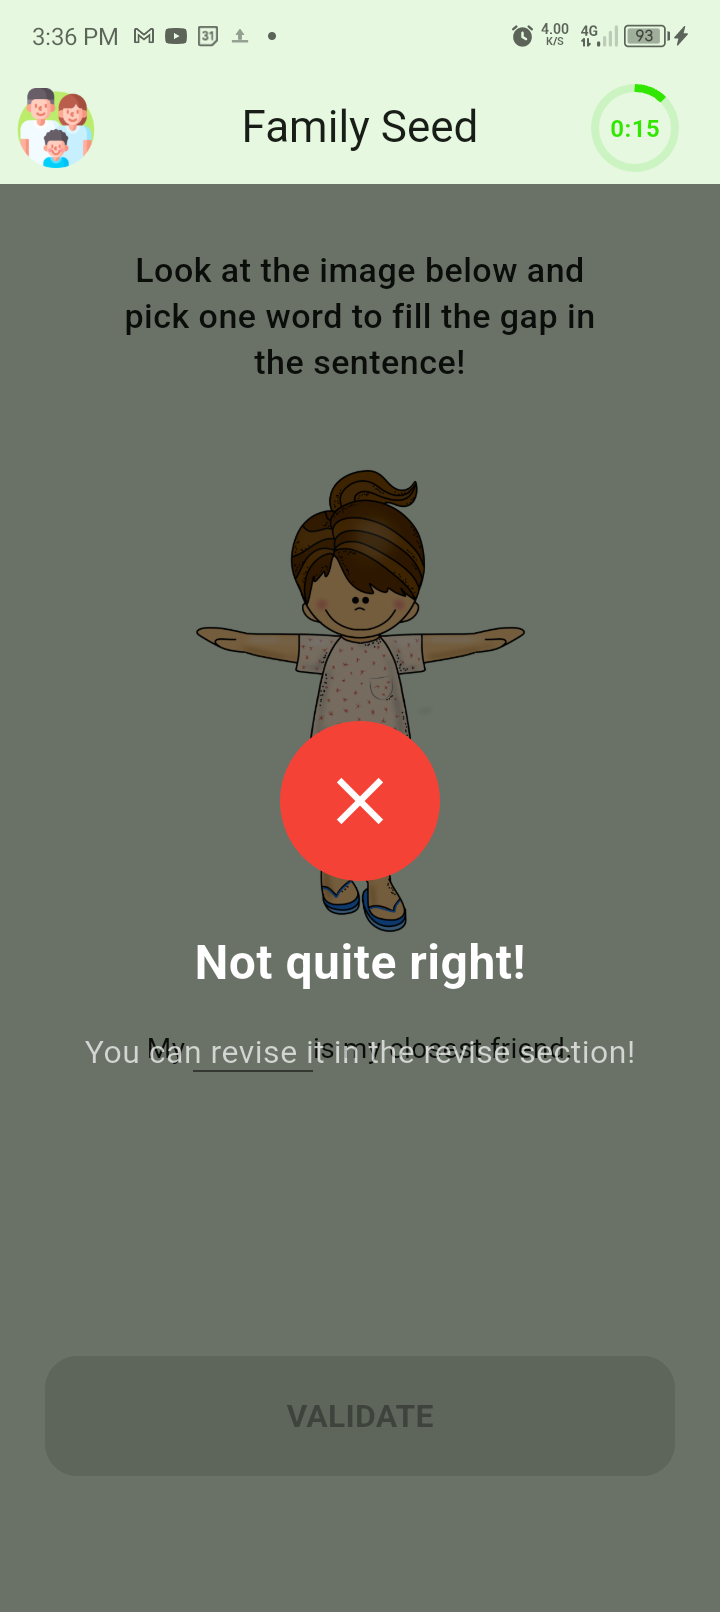 3:36 PM 31 4.00 K/S 4G 93
Family Seed
0:15
Look at the image below and
pick one word to fill the gap in
the sentence!
Not quite right!
My ________ is my closest friend.
You can revise it in the revise section!
VALIDATE